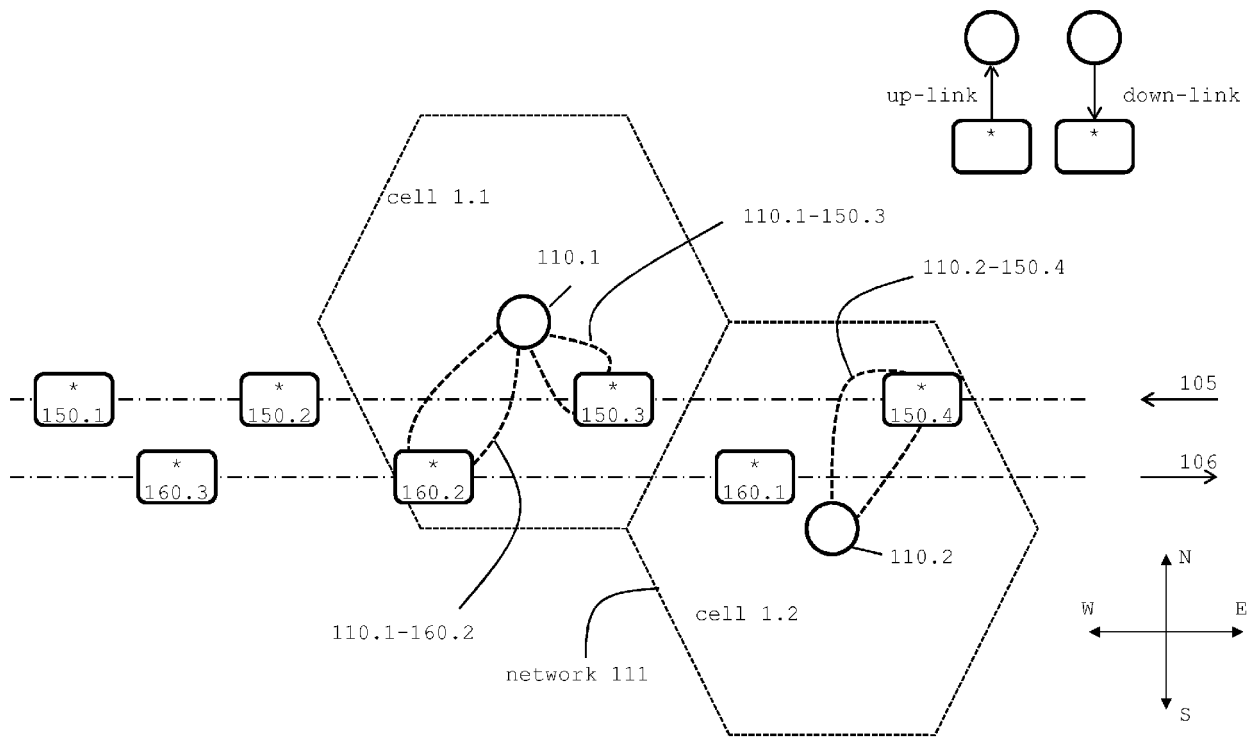 up-link
down-link
*
*
cell 1.1
110.1-150.3
110.1
110.2-150.4
*
150.1
*
150.2
*
150.3
*
150.4
105
*
160.3
*
160.2
*
160.1
106
110.2
N
W
E
S
cell 1.2
110.1-160.2
network 111